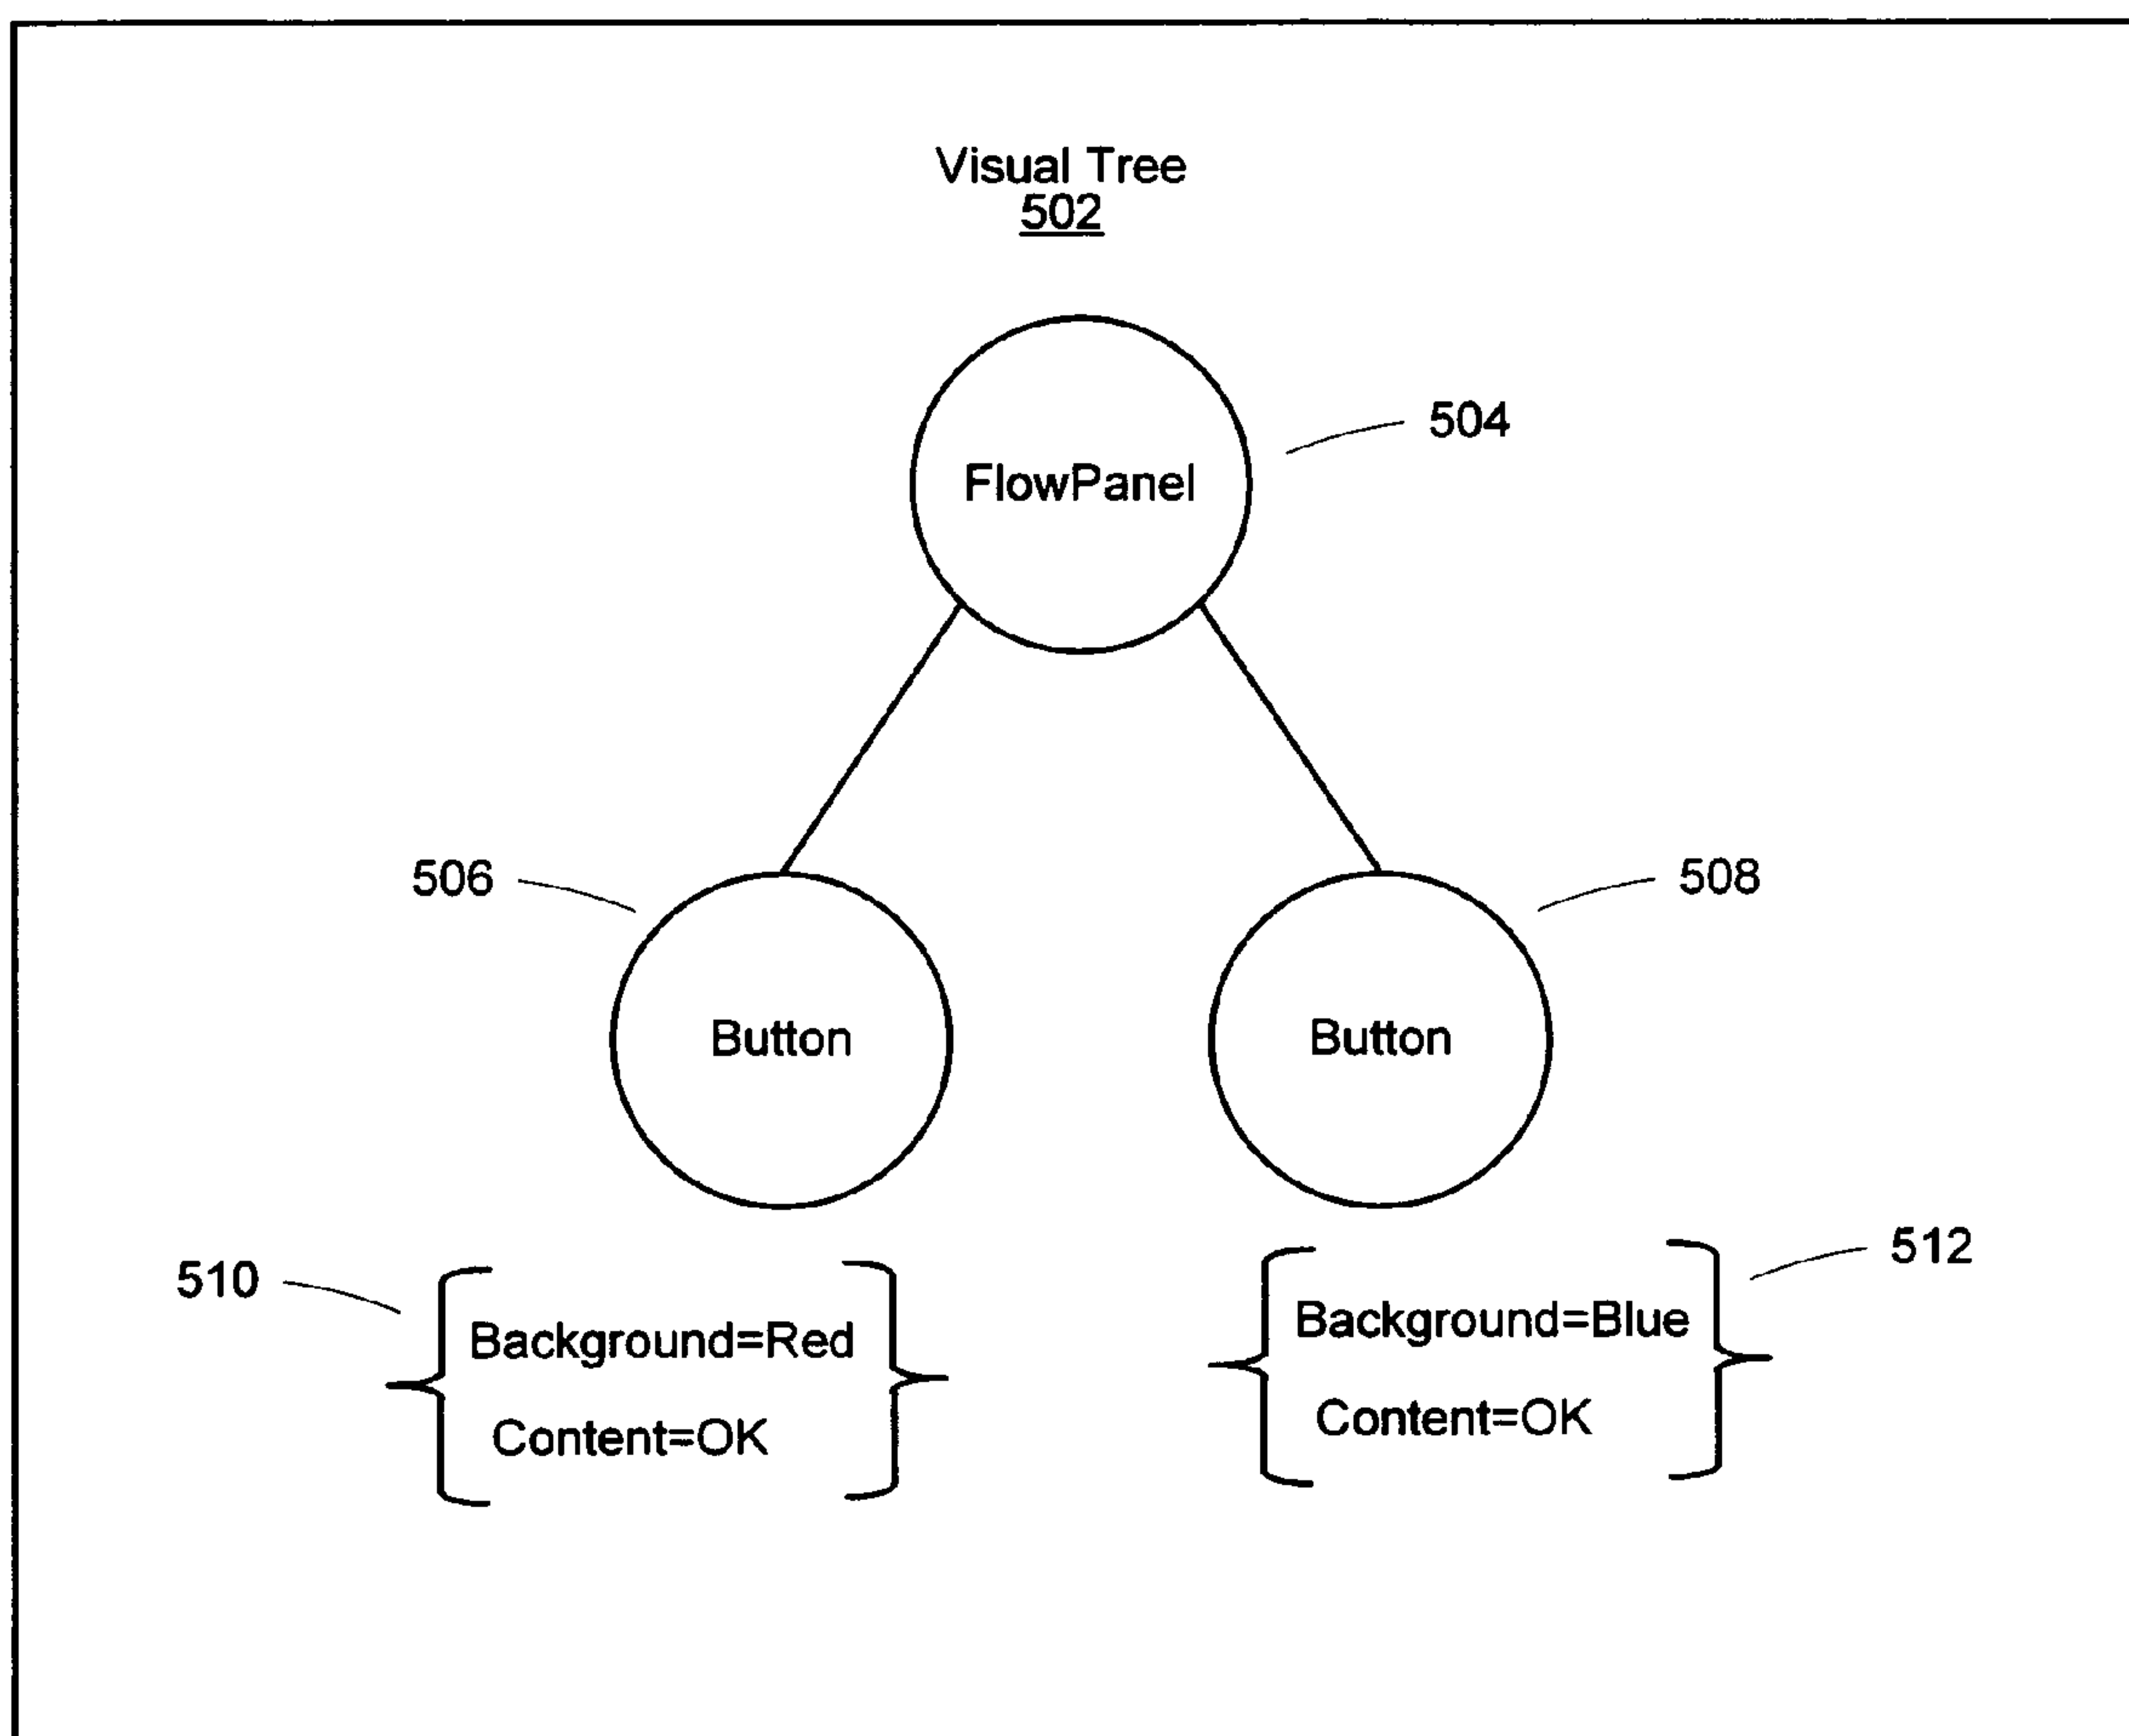 Visual Tree
502
504
FlowPanel
506
508
Button
Button
510
512
Background=Red
Content=OK
Background=Blue
Content=OK